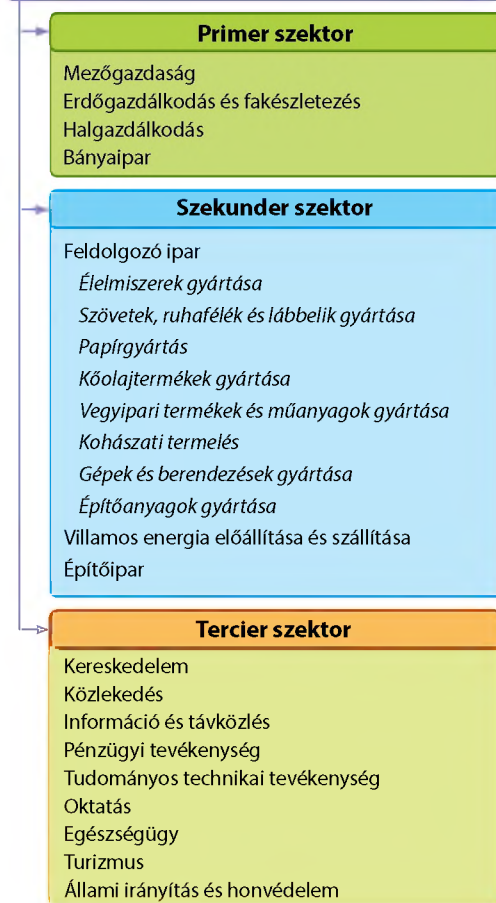 Primer szektor
Mezőgazdaság
Erdőgazdálkodás és fakészletezés
Halgazdálkodás
Bányaipar
Szekunder szektor
Feldolgozó ipar
Élelmiszerek gyártása
Szövetek, ruhafélék és lábbelik gyártása
Papírgyártás
Kőolajtermékek gyártása
Vegyipari termékek és műanyagok gyártása
Kohászati termelés
Gépek és berendezések gyártása
Építőanyagok gyártása
Villamos energia előállítása és szállítása
Építőipar
Tercier szektor
Kereskedelem
Közlekedés
Információ és távközlés
Pénzügyi tevékenység
Tudományos technikai tevékenység
Oktatás
Egészségügy
Turizmus
Állami irányítás és honvédelem